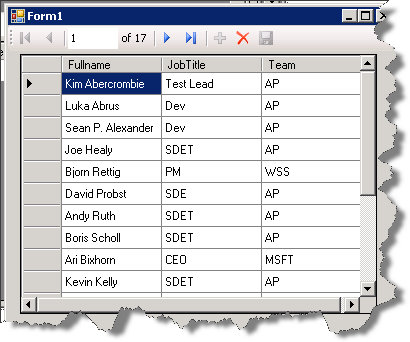 Form1
1 of 17
Fullname JobTitle Team
Kim Abercrombie Test Lead AP
Luka Abrus Dev AP
Sean P. Alexander Dev AP
Joe Healy SDET AP
Bjorn Rettig PM WSS
David Probst SDE AP
Andy Ruth SDET AP
Boris Scholl SDET AP
Ari Bixhorn CEO MSFT
Kevin Kelly SDET AP